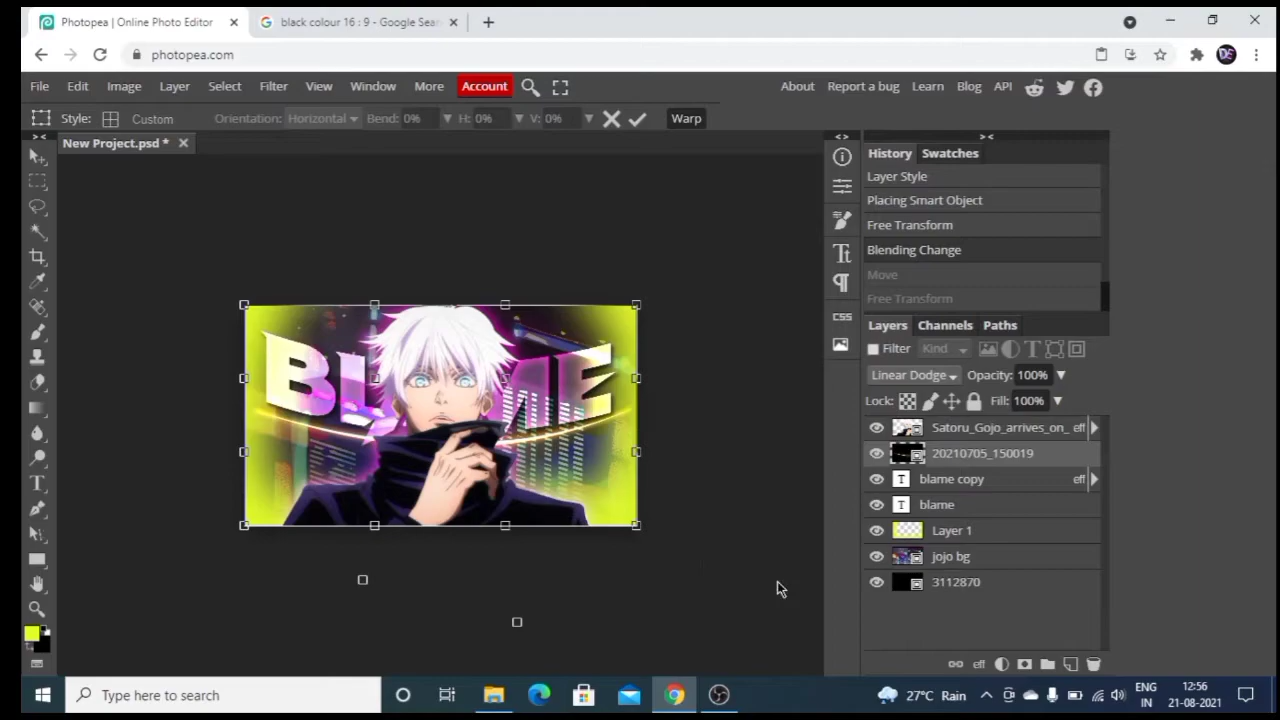 Photopea | Online Photo Editor
black colour 16 : 9 - Google Sear
photopea.com
File Edit Image Layer Select Filter View Window More Account About Report a bug Learn Blog API
Style: Custom Orientation: Horizontal Bend: 0% H: 0% V: 0% Warp
New Project.psd *
History Swatches
Layer Style
Placing Smart Object
Free Transform
Blending Change
Move
Free Transform
CSS
Layers Channels Paths
Filter Kind
Linear Dodge Opacity: 100%
Lock: Fill: 100%
Satoru_Gojo_arrives_on_ eff
20210705_150019
blame copy eff
blame
Layer 1
jojo bg
3112870
eff
Type here to search
27°C Rain
ENG
IN
12:56
21-08-2021